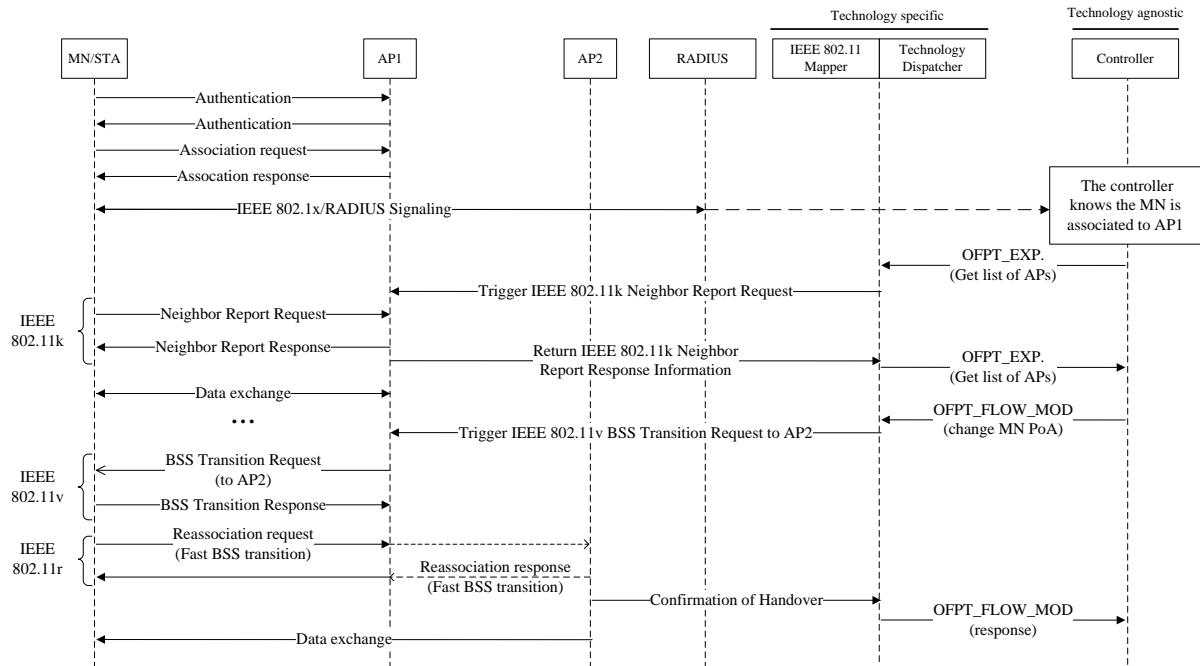 Technology specific
Technology agnostic
MN/STA
AP1
AP2
RADIUS
IEEE 802.11
Mapper
Technology
Dispatcher
Controller
Authentication
Authentication
Association request
Assocation response
IEEE 802.1x/RADIUS Signaling
The controller
knows the MN is
associated to AP1
OFPT_EXP.
(Get list of APs)
Trigger IEEE 802.11k Neighbor Report Request
IEEE
802.11k
Neighbor Report Request
Neighbor Report Response
Return IEEE 802.11k Neighbor
Report Response Information
OFPT_EXP.
(Get list of APs)
Data exchange
...
OFPT_FLOW_MOD
(change MN PoA)
Trigger IEEE 802.11v BSS Transition Request to AP2
IEEE
802.11v
BSS Transition Request
(to AP2)
BSS Transition Response
IEEE
802.11r
Reassociation request
(Fast BSS transition)
Reassociation response
(Fast BSS transition)
Confirmation of Handover
OFPT_FLOW_MOD
(response)
Data exchange